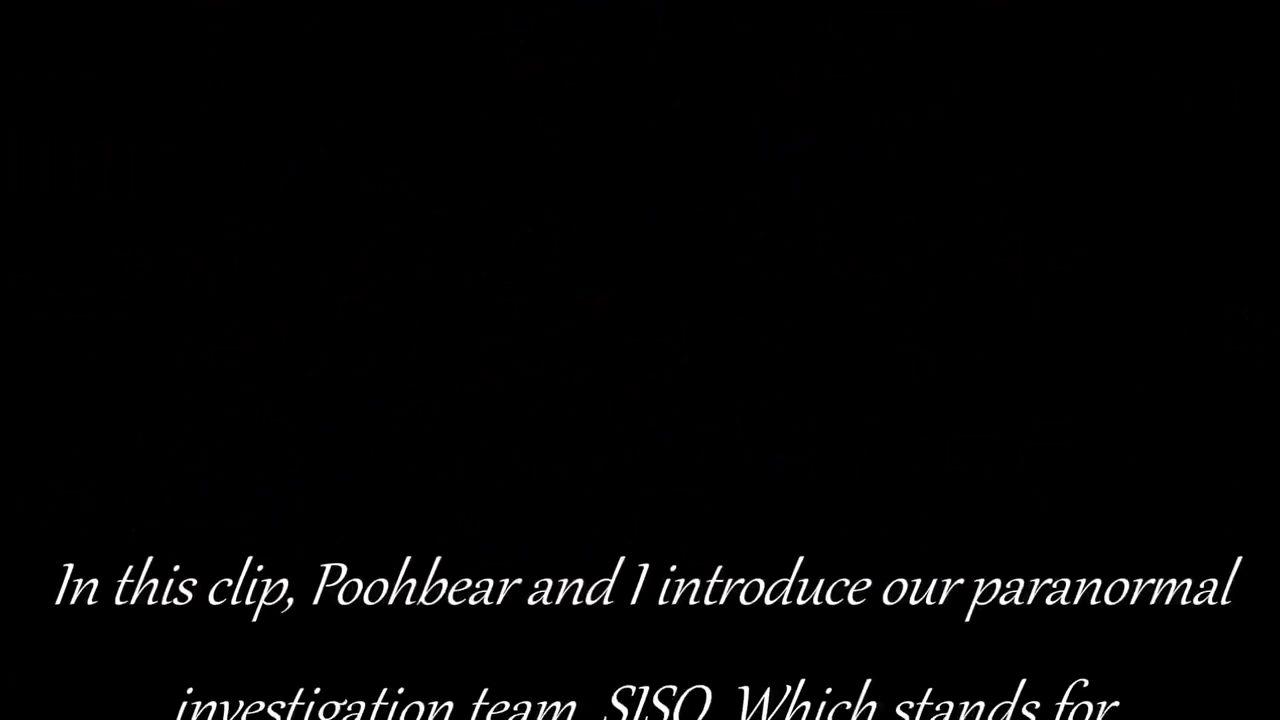 In this clip, Poohbear and I introduce our paranormal
investigation team, SISO. Which stands for